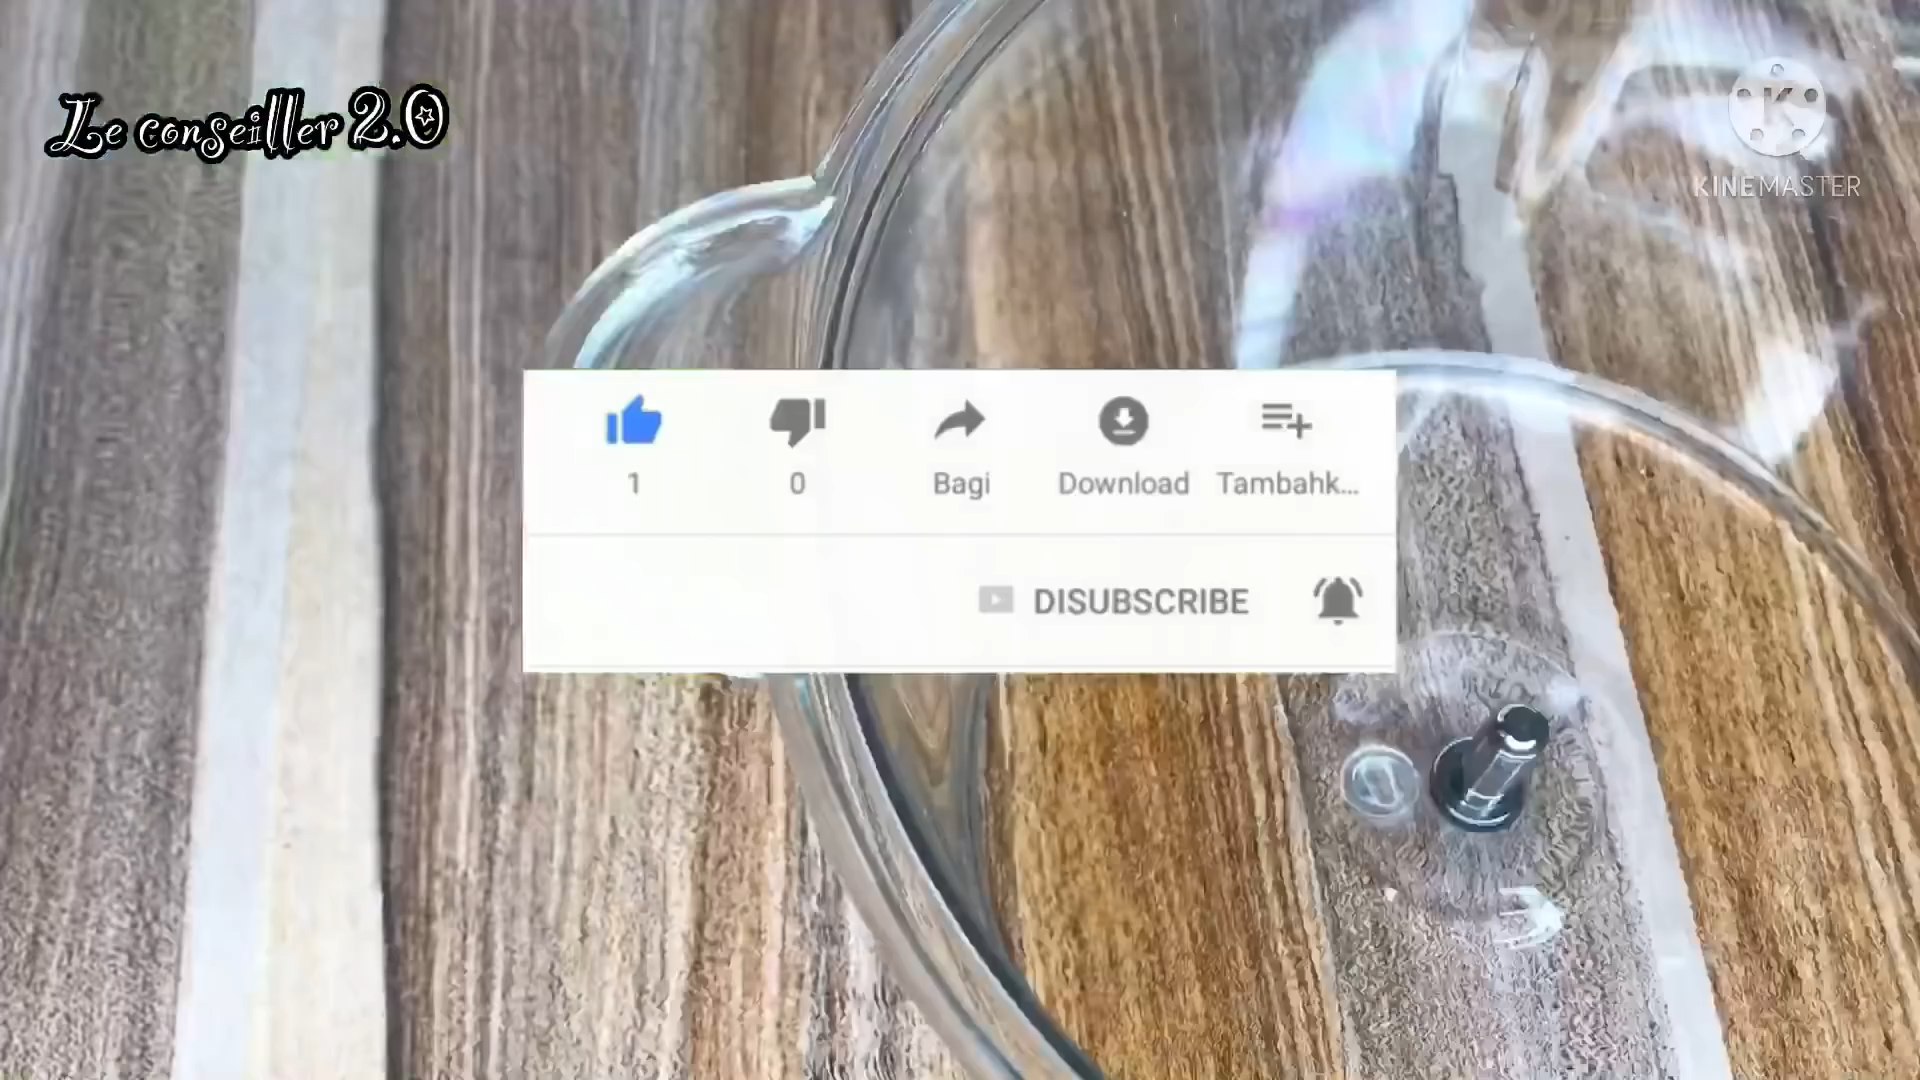 Le conseiller 2.0
K
KINEMASTER
1 0 Bagi Download Tambahk...
DISUBSCRIBE